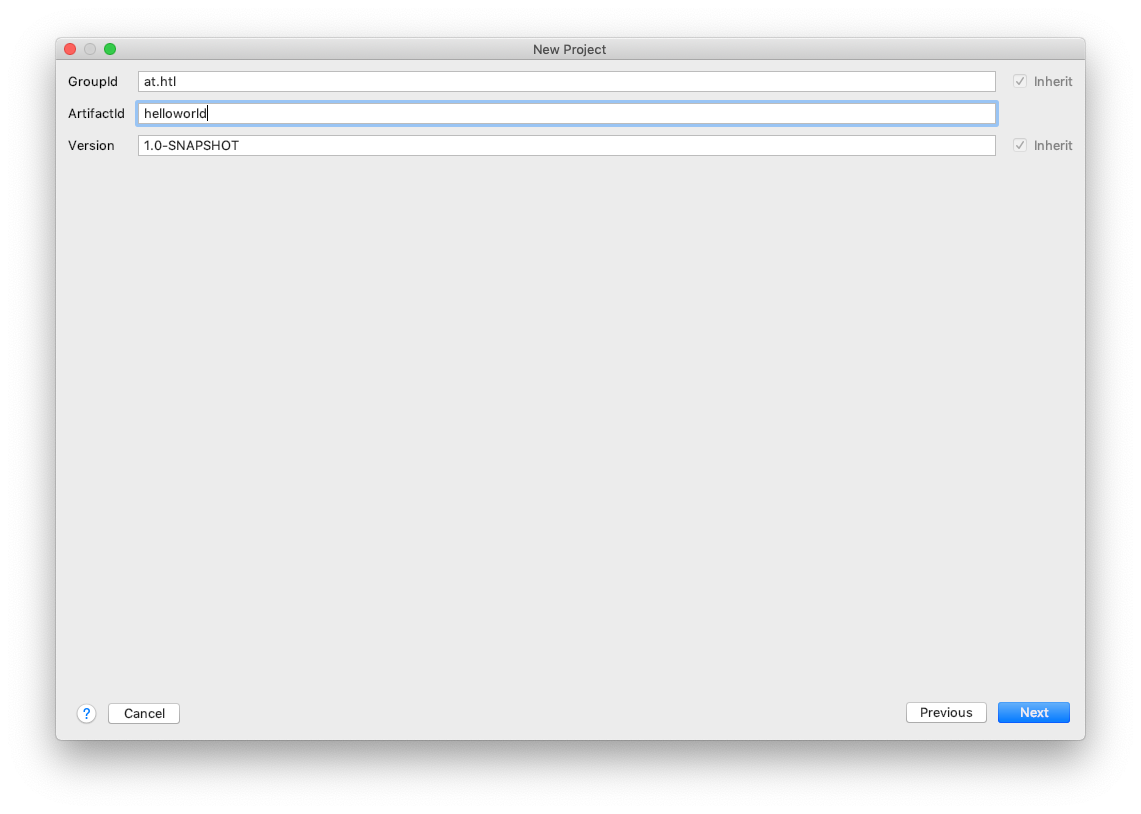 New Project
GroupId at.htl Inherit
ArtifactId helloworld
Version 1.0-SNAPSHOT Inherit
? Cancel Previous Next